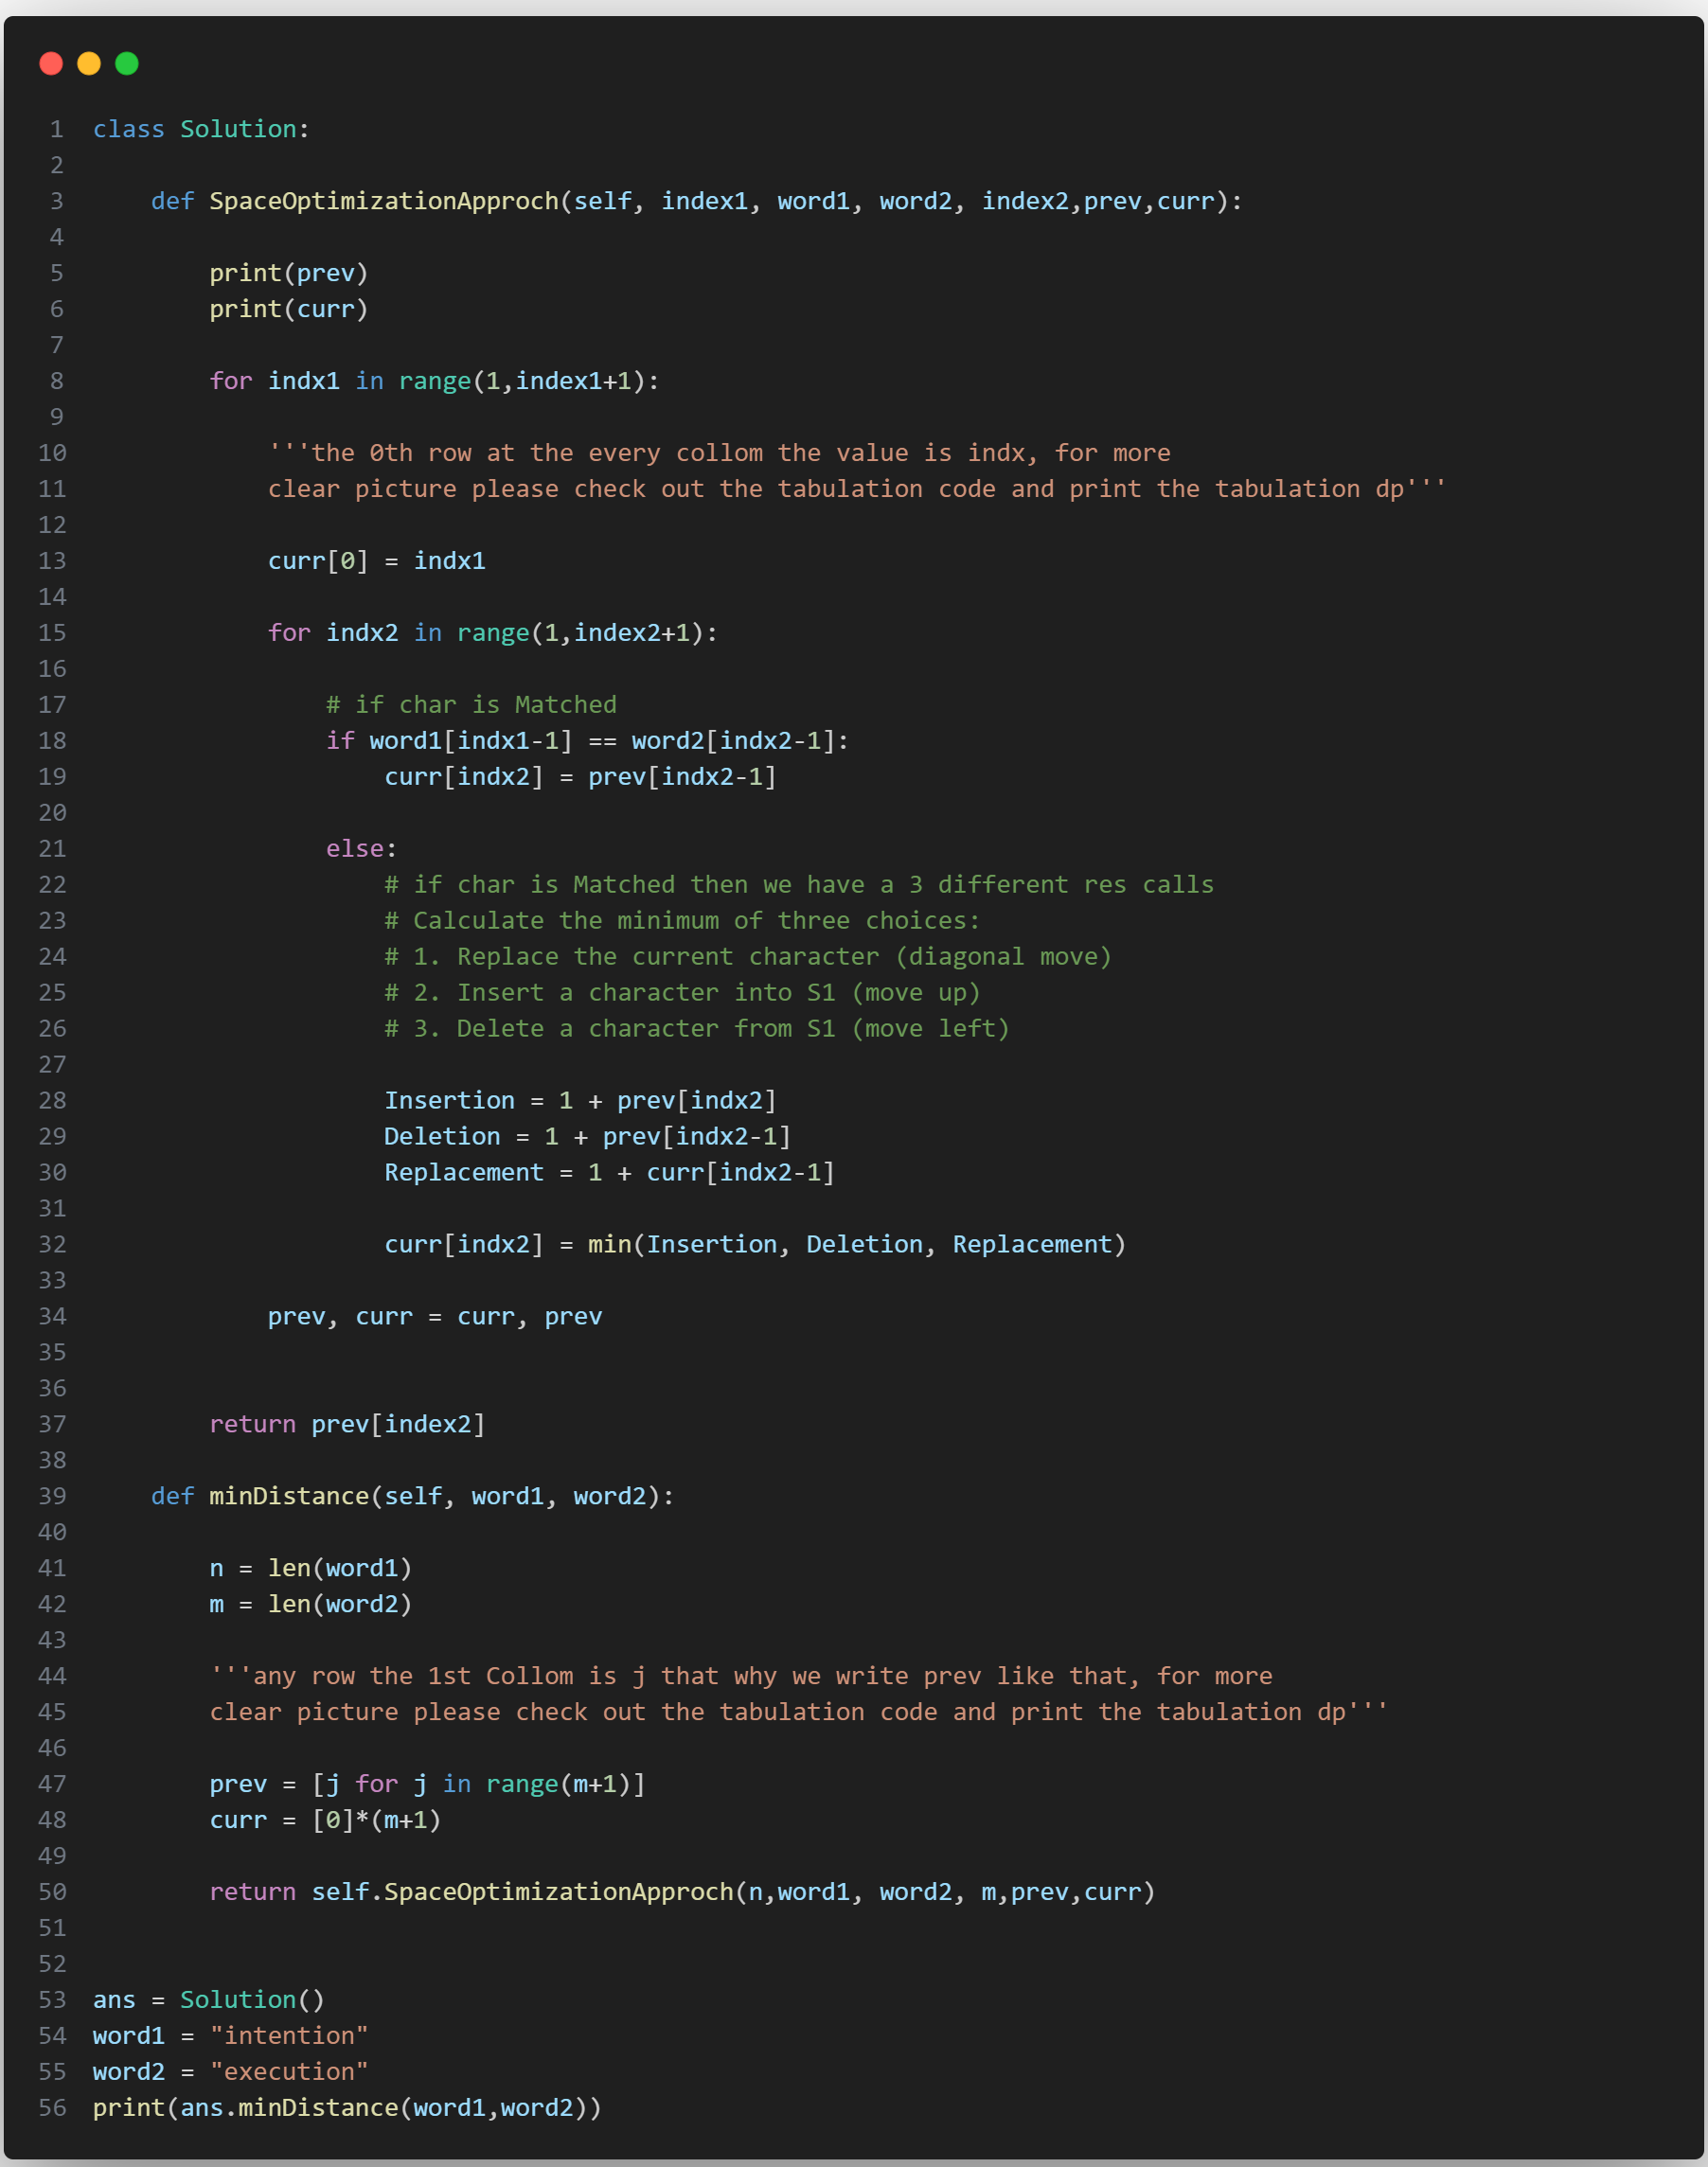 1 class Solution:
2
3     def SpaceOptimizationApproch(self, index1, word1, word2, index2,prev,curr):
4
5         print(prev)
6         print(curr)
7
8         for indx1 in range(1,index1+1):
9
10             '''the 0th row at the every collom the value is indx, for more
11             clear picture please check out the tabulation code and print the tabulation dp'''
12
13             curr[0] = indx1
14
15             for indx2 in range(1,index2+1):
16
17                 # if char is Matched
18                 if word1[indx1-1] == word2[indx2-1]:
19                     curr[indx2] = prev[indx2-1]
20
21                 else:
22                     # if char is Matched then we have a 3 different res calls
23                     # Calculate the minimum of three choices:
24                     # 1. Replace the current character (diagonal move)
25                     # 2. Insert a character into S1 (move up)
26                     # 3. Delete a character from S1 (move left)
27
28                     Insertion = 1 + prev[indx2]
29                     Deletion = 1 + prev[indx2-1]
30                     Replacement = 1 + curr[indx2-1]
31
32                     curr[indx2] = min(Insertion, Deletion, Replacement)
33
34             prev, curr = curr, prev
35
36
37         return prev[index2]
38
39     def minDistance(self, word1, word2):
40
41         n = len(word1)
42         m = len(word2)
43
44         '''any row the 1st Collom is j that why we write prev like that, for more
45         clear picture please check out the tabulation code and print the tabulation dp'''
46
47         prev = [j for j in range(m+1)]
48         curr = [0]*(m+1)
49
50         return self.SpaceOptimizationApproch(n,word1, word2, m,prev,curr)
51
52
53 ans = Solution()
54 word1 = "intention"
55 word2 = "execution"
56 print(ans.minDistance(word1,word2))